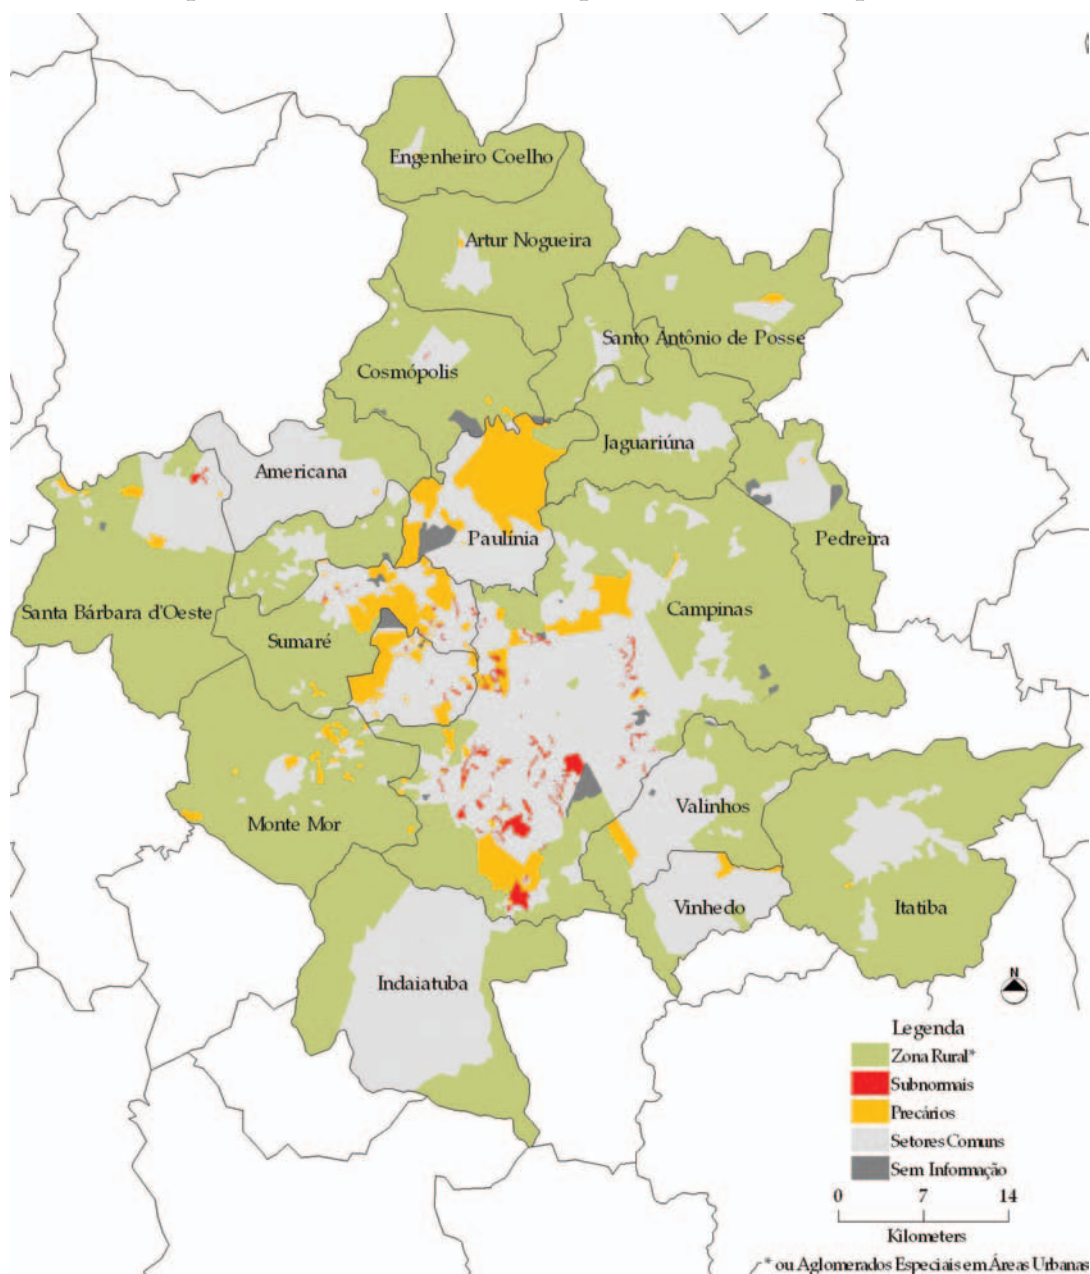 Engenheiro Coelho
Artur Nogueira
Santo Antônio de Posse
Cosmópolis
Jaguariúna
Americana
Paulínia
Pedreira
Santa Bárbara d'Oeste
Campinas
Sumaré
Valinhos
Monte Mor
Vinhedo
Itatiba
Indaiatuba
N
Legenda
Zona Rural*
Subnormais
Precários
Setores Comuns
Sem Informação
0 7 14
Kilometers
* ou Aglomerados Especiais em Áreas Urbanas